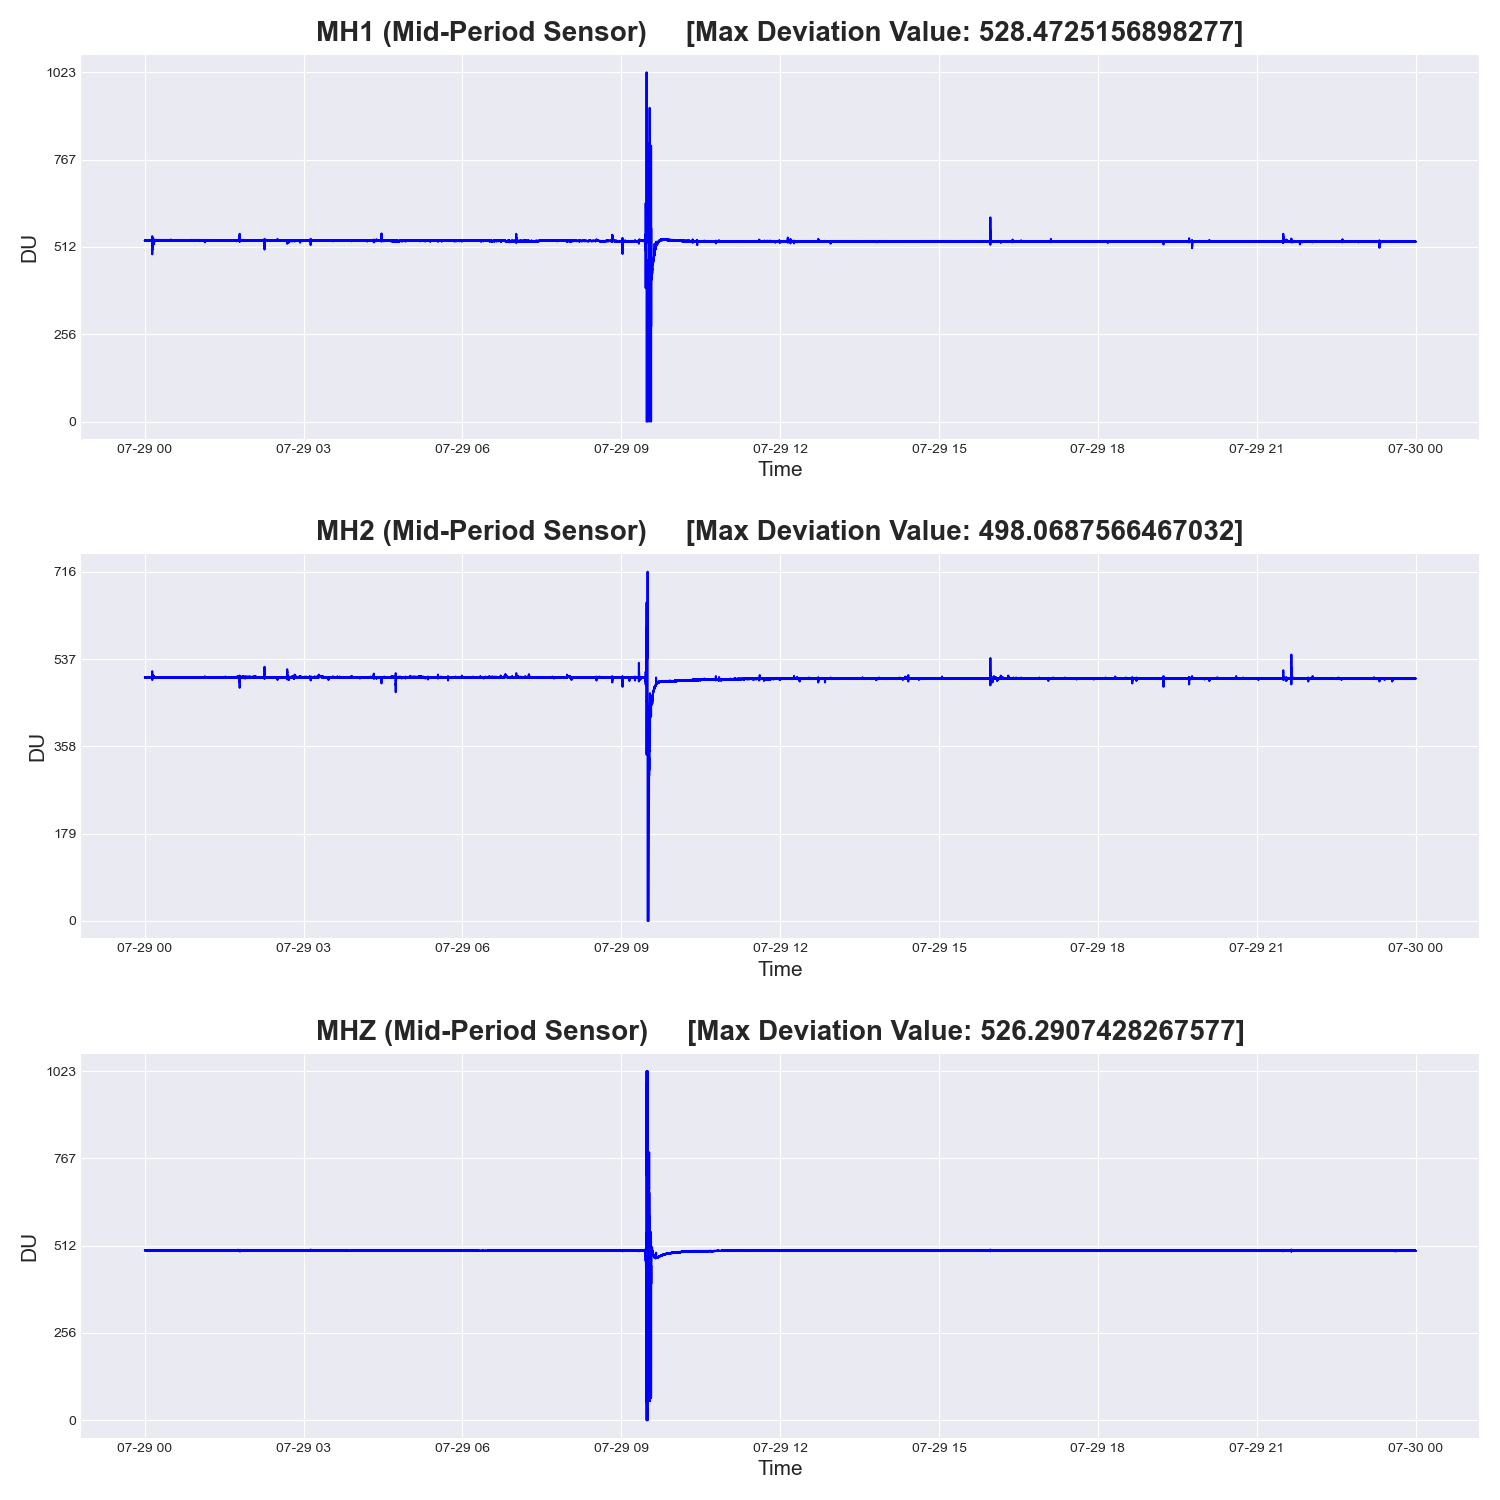 MH1 (Mid-Period Sensor)     [Max Deviation Value: 528.4725156898277]
1023
767
512
256
0
DU
07-29 00 07-29 03 07-29 06 07-29 09 07-29 12 07-29 15 07-29 18 07-29 21 07-30 00
Time
MH2 (Mid-Period Sensor)     [Max Deviation Value: 498.0687566467032]
716
537
358
179
0
DU
07-29 00 07-29 03 07-29 06 07-29 09 07-29 12 07-29 15 07-29 18 07-29 21 07-30 00
Time
MHZ (Mid-Period Sensor)     [Max Deviation Value: 526.2907428267577]
1023
767
512
256
0
DU
07-29 00 07-29 03 07-29 06 07-29 09 07-29 12 07-29 15 07-29 18 07-29 21 07-30 00
Time